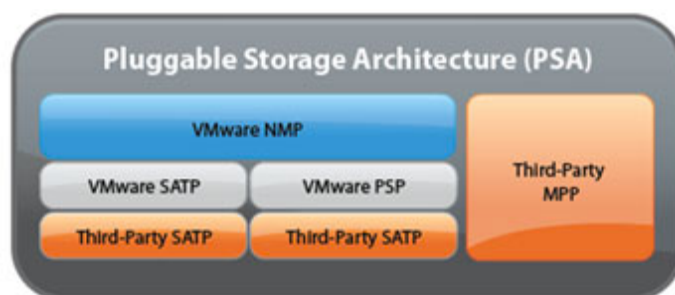 Pluggable Storage Architecture (PSA)
VMware NMP
VMware SATP
VMware PSP
Third-Party SATP
Third-Party SATP
Third-Party
MPP